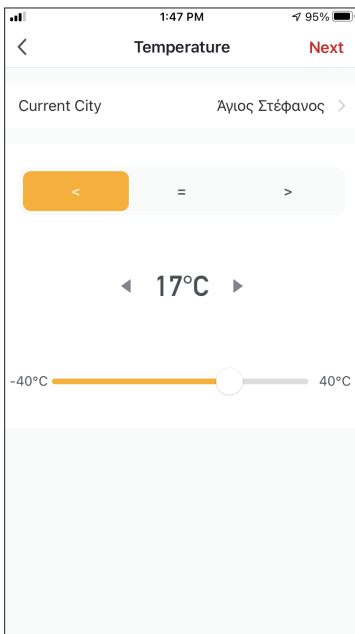 1:47 PM 95%
Temperature Next
Current City Άγιος Στέφανος >
< = >
17°C
-40°C 40°C